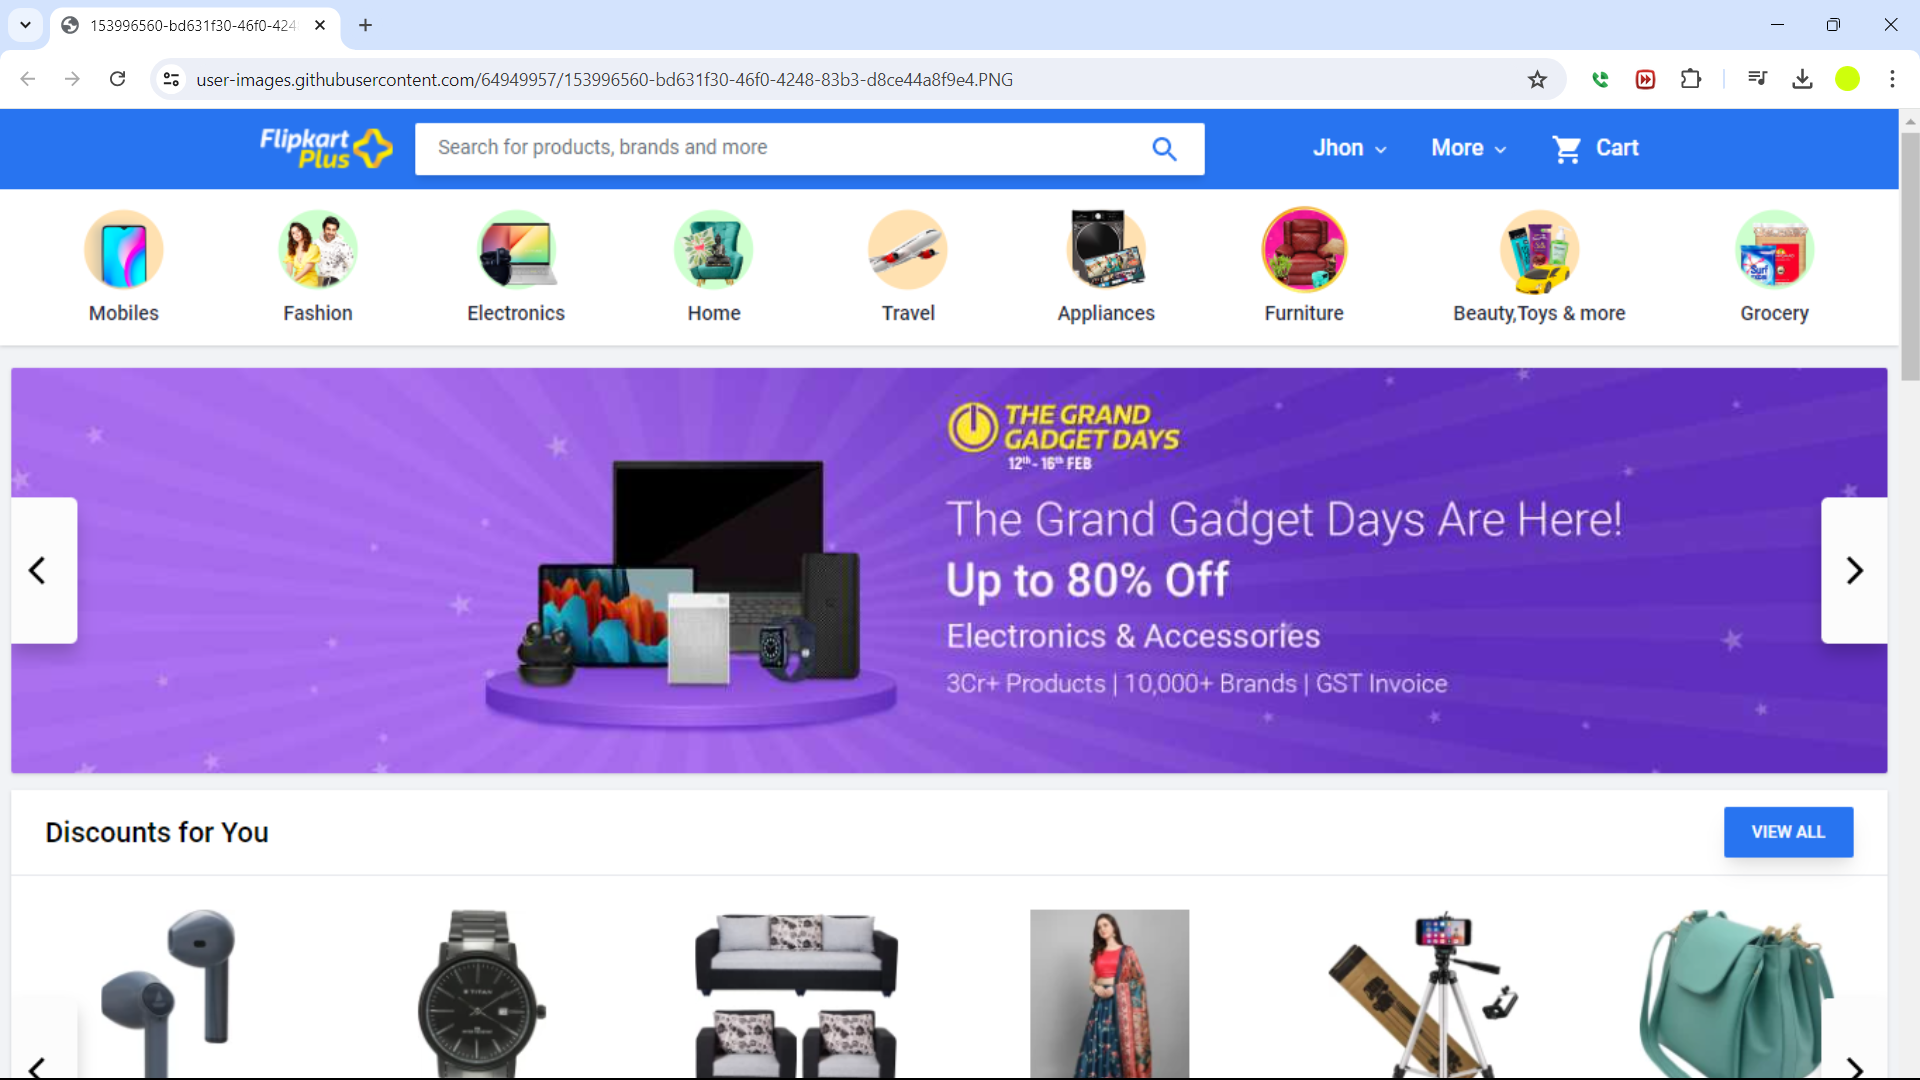 153996560-bd631f30-46f0-424
user-images.githubusercontent.com/64949957/153996560-bd631f30-46f0-4248-83b3-d8ce44a8f9e4.PNG
Flipkart
Plus
Search for products, brands and more
Jhon
More
Cart
Mobiles
Fashion
Electronics
Home
Travel
Appliances
Furniture
Beauty,Toys & more
Grocery
Surf
THE GRAND
GADGET DAYS
12th - 16th FEB
The Grand Gadget Days Are Here!
Up to 80% Off
Electronics & Accessories
3Cr+ Products | 10,000+ Brands | GST Invoice
Discounts for You
VIEW ALL
TITAN